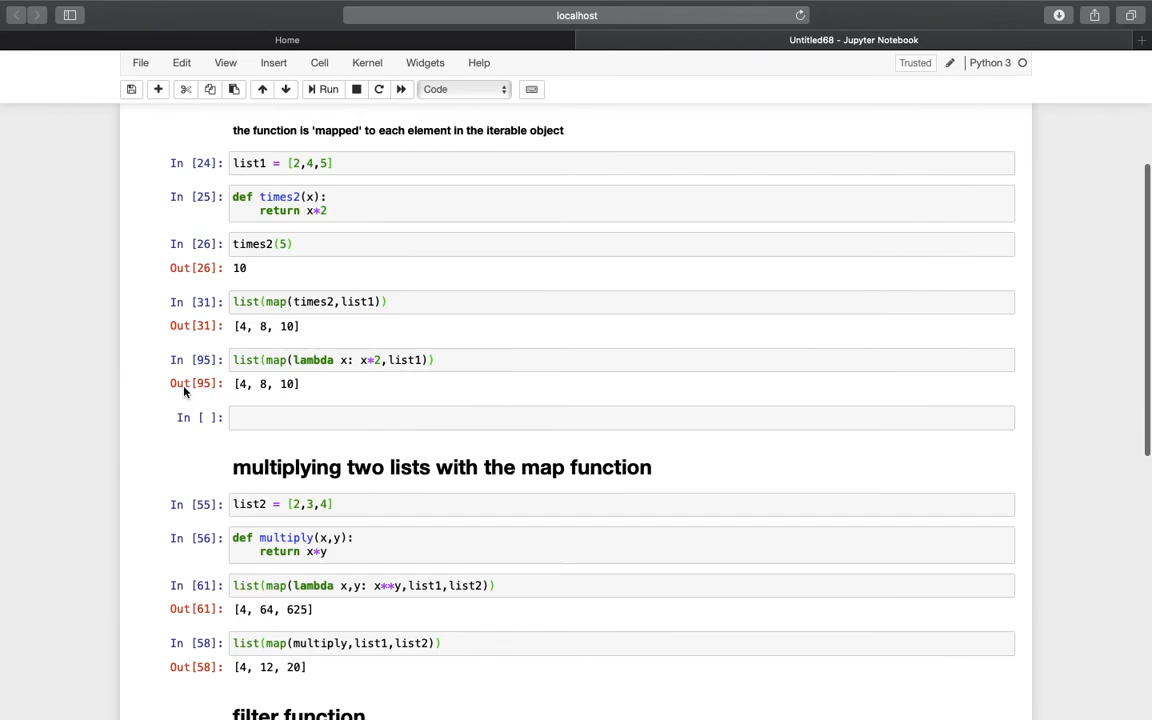 localhost
Home
Untitled68 - Jupyter Notebook
File Edit View Insert Cell Kernel Widgets Help
Trusted Python 3
Run Code
the function is 'mapped' to each element in the iterable object
In [24]: list1 = [2,4,5]
In [25]: def times2(x):
return x*2
In [26]: times2(5)
Out[26]: 10
In [31]: list(map(times2,list1))
Out[31]: [4, 8, 10]
In [95]: list(map(lambda x: x*2,list1))
Out[95]: [4, 8, 10]
In [ ]:
multiplying two lists with the map function
In [55]: list2 = [2,3,4]
In [56]: def multiply(x,y):
return x*y
In [61]: list(map(lambda x,y: x**y,list1,list2))
Out[61]: [4, 64, 625]
In [58]: list(map(multiply,list1,list2))
Out[58]: [4, 12, 20]
filter function